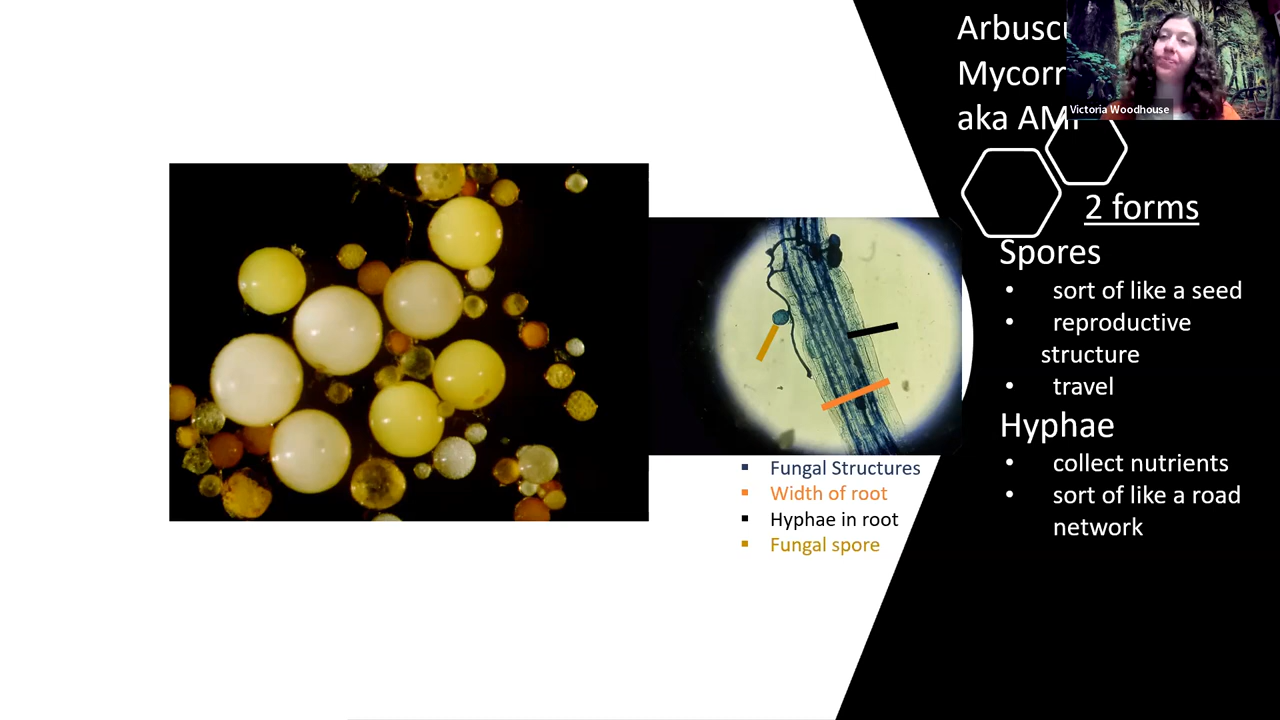 Mycorr
aka AM
Victoria Woodhouse
2 forms
Spores
• sort of like a seed
• reproductive
structure
• travel
Hyphae
• collect nutrients
• sort of like a road
network
▪ Fungal Structures
▪ Width of root
▪ Hyphae in root
▪ Fungal spore